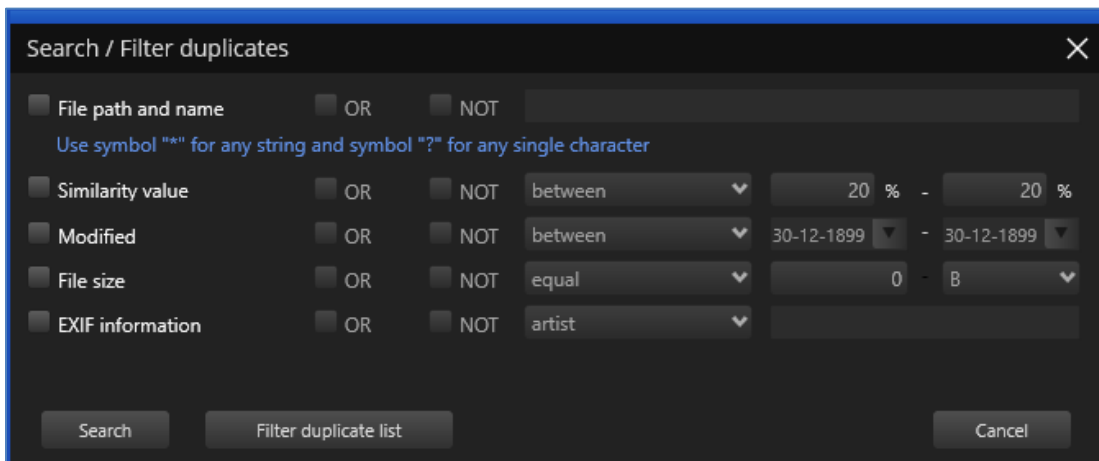 Search / Filter duplicates
File path and name OR NOT
Use symbol "*" for any string and symbol "?" for any single character
Similarity value OR NOT between 20 % - 20 %
Modified OR NOT between 30-12-1899 - 30-12-1899
File size OR NOT equal 0 - B
EXIF information OR NOT artist
Search Filter duplicate list Cancel